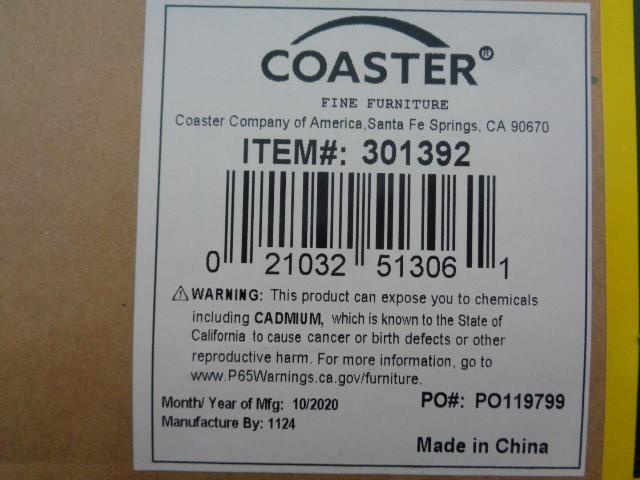 COASTER®
FINE FURNITURE
Coaster Company of America,Santa Fe Springs, CA 90670
ITEM#: 301392
0 21032 51306 1
⚠WARNING: This product can expose you to chemicals
including CADMIUM, which is known to the State of
California to cause cancer or birth defects or other
reproductive harm. For more information, go to
www.P65Warnings.ca.gov/furniture.
Month/ Year of Mfg: 10/2020
PO#: PO119799
Manufacture By: 1124
Made in China